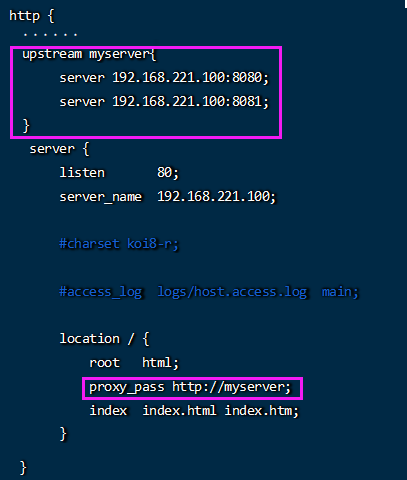 http {
......
upstream myserver{
server 192.168.221.100:8080;
server 192.168.221.100:8081;
}
server {
listen 80;
server_name 192.168.221.100;
#charset koi8-r;
#access_log logs/host.access.log main;
location / {
root html;
proxy_pass http://myserver;
index index.html index.htm;
}
}